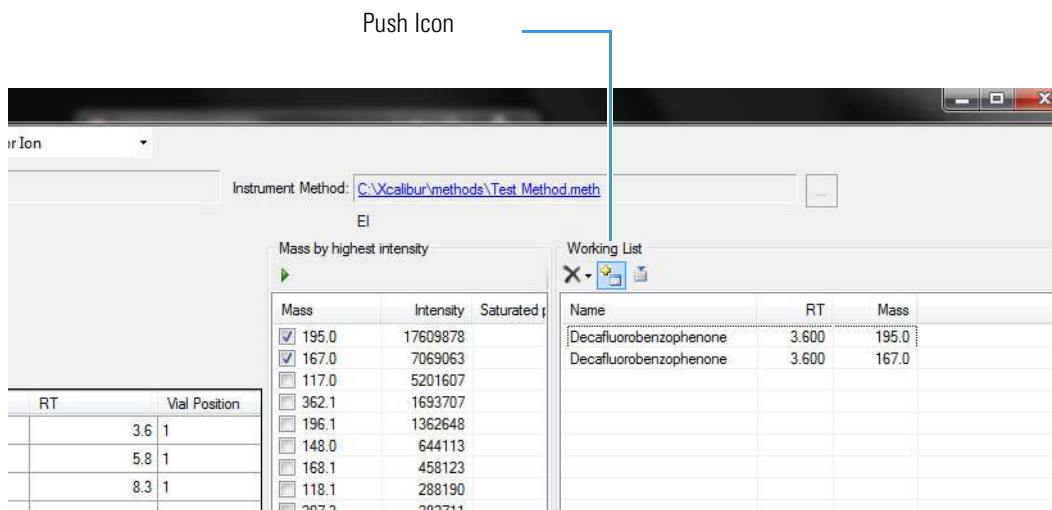 Push Icon
or Ion
Instrument Method: C:\Xcalibur\methods\Test Method.meth ...
EI
Mass by highest intensity
Mass Intensity Saturated
195.0 17609878
167.0 7069063
117.0 5201607
362.1 1693707
196.1 1362648
148.0 644113
168.1 458123
118.1 288190
Working List
Name RT Mass
Decafluorobenzophenone 3.600 195.0
Decafluorobenzophenone 3.600 167.0
RT Vial Position
3.6 1
5.8 1
8.3 1